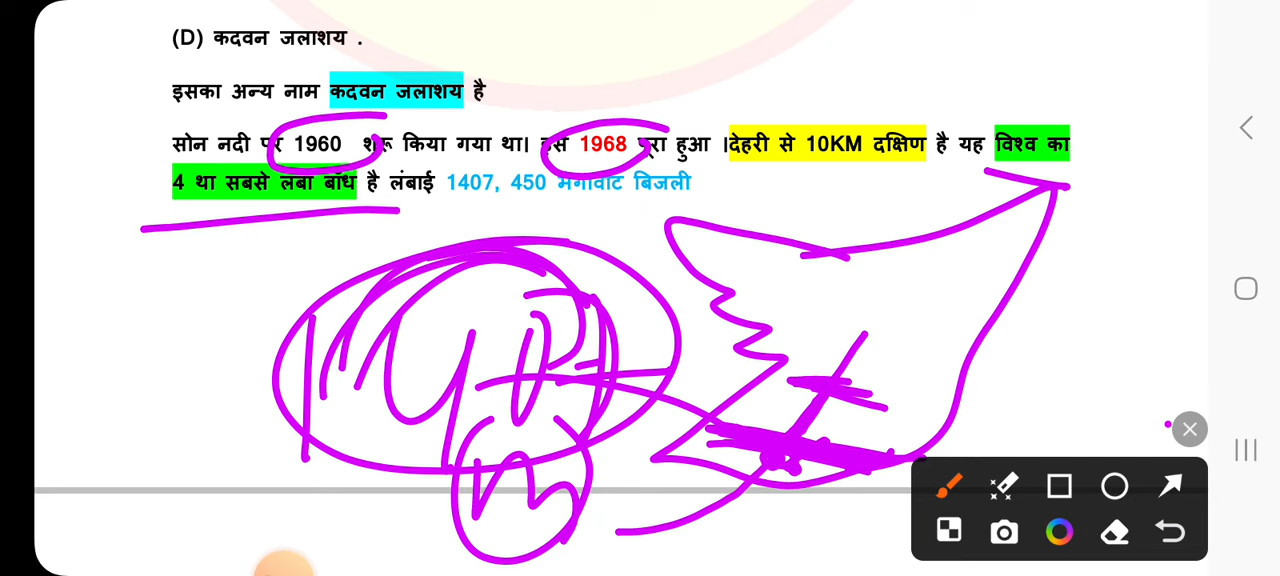 (D) कदवन जलाशय .
इसका अन्य नाम कदवन जलाशय है
सोन नदी पर 1960 शुरू किया गया था। इसे 1968 पूरा हुआ ।देहरी से 10KM दक्षिण है यह विश्व का
4 था सबसे लंबा बाँध है लंबाई 1407, 450 मेगावाट बिजली